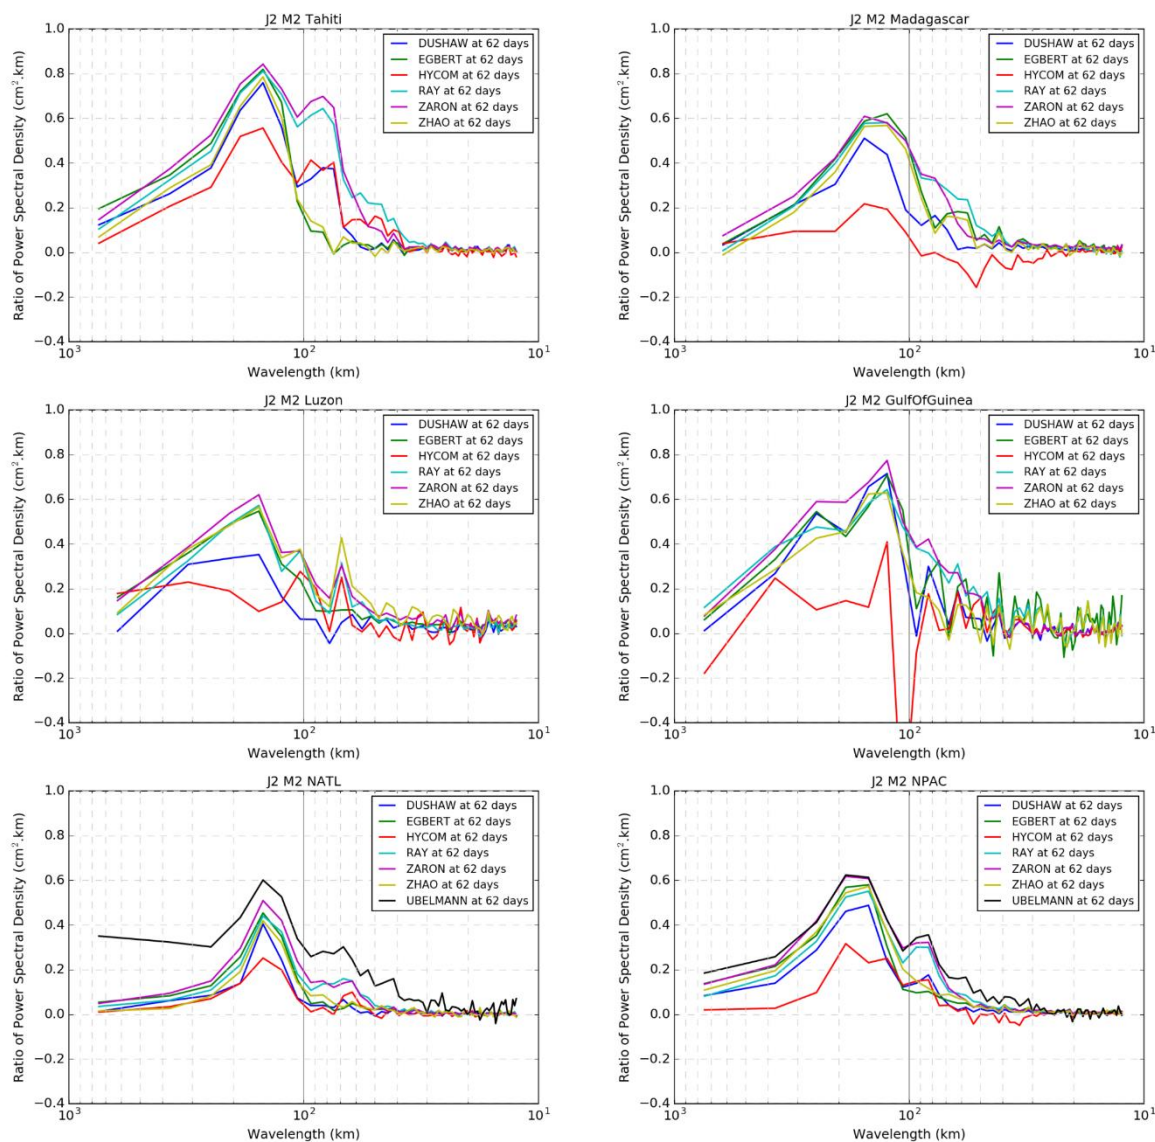 J2 M2 Tahiti
Ratio of Power Spectral Density (cm².km)
1.0
0.8
0.6
0.4
0.2
0.0
−0.2
−0.4
DUSHAW at 62 days
EGBERT at 62 days
HYCOM at 62 days
RAY at 62 days
ZARON at 62 days
ZHAO at 62 days
10³ 10² 10¹
Wavelength (km)
J2 M2 Madagascar
Ratio of Power Spectral Density (cm².km)
1.0
0.8
0.6
0.4
0.2
0.0
−0.2
−0.4
DUSHAW at 62 days
EGBERT at 62 days
HYCOM at 62 days
RAY at 62 days
ZARON at 62 days
ZHAO at 62 days
10³ 10² 10¹
Wavelength (km)
J2 M2 Luzon
Ratio of Power Spectral Density (cm².km)
1.0
0.8
0.6
0.4
0.2
0.0
−0.2
−0.4
DUSHAW at 62 days
EGBERT at 62 days
HYCOM at 62 days
RAY at 62 days
ZARON at 62 days
ZHAO at 62 days
10³ 10² 10¹
Wavelength (km)
J2 M2 GulfOfGuinea
Ratio of Power Spectral Density (cm².km)
1.0
0.8
0.6
0.4
0.2
0.0
−0.2
−0.4
DUSHAW at 62 days
EGBERT at 62 days
HYCOM at 62 days
RAY at 62 days
ZARON at 62 days
ZHAO at 62 days
10³ 10² 10¹
Wavelength (km)
J2 M2 NATL
Ratio of Power Spectral Density (cm².km)
1.0
0.8
0.6
0.4
0.2
0.0
−0.2
−0.4
DUSHAW at 62 days
EGBERT at 62 days
HYCOM at 62 days
RAY at 62 days
ZARON at 62 days
ZHAO at 62 days
UBELMANN at 62 days
10³ 10² 10¹
Wavelength (km)
J2 M2 NPAC
Ratio of Power Spectral Density (cm².km)
1.0
0.8
0.6
0.4
0.2
0.0
−0.2
−0.4
DUSHAW at 62 days
EGBERT at 62 days
HYCOM at 62 days
RAY at 62 days
ZARON at 62 days
ZHAO at 62 days
UBELMANN at 62 days
10³ 10² 10¹
Wavelength (km)